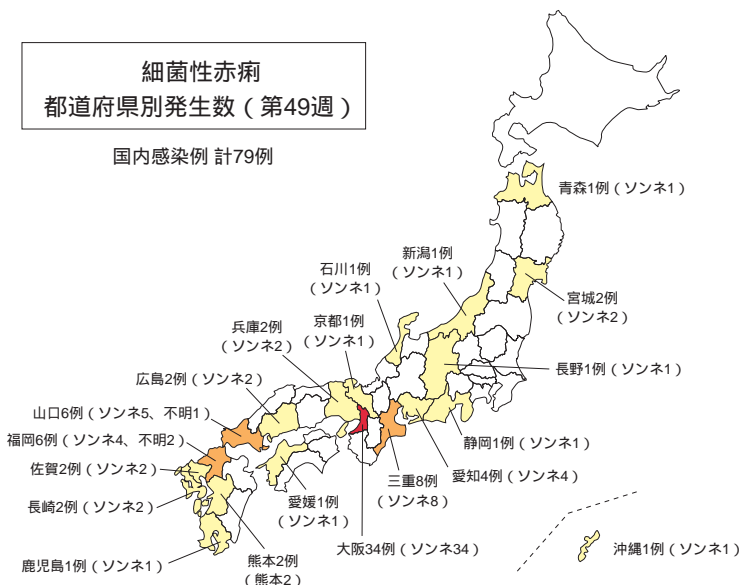 細菌性赤痢
都道府県別発生数（第49週）
国内感染例 計79例
青森1例（ソンネ1）
新潟1例
（ソンネ1）
石川1例
（ソンネ1）
宮城2例
（ソンネ2）
兵庫2例
（ソンネ2）
京都1例
（ソンネ1）
長野1例（ソンネ1）
広島2例（ソンネ2）
山口6例（ソンネ5、不明1）
福岡6例（ソンネ4、不明2）
静岡1例（ソンネ1）
佐賀2例（ソンネ2）
愛知4例（ソンネ4）
三重8例
（ソンネ8）
長崎2例（ソンネ2）
愛媛1例
（ソンネ1）
大阪34例（ソンネ34）
沖縄1例（ソンネ1）
熊本2例
（熊本2）
鹿児島1例（ソンネ1）